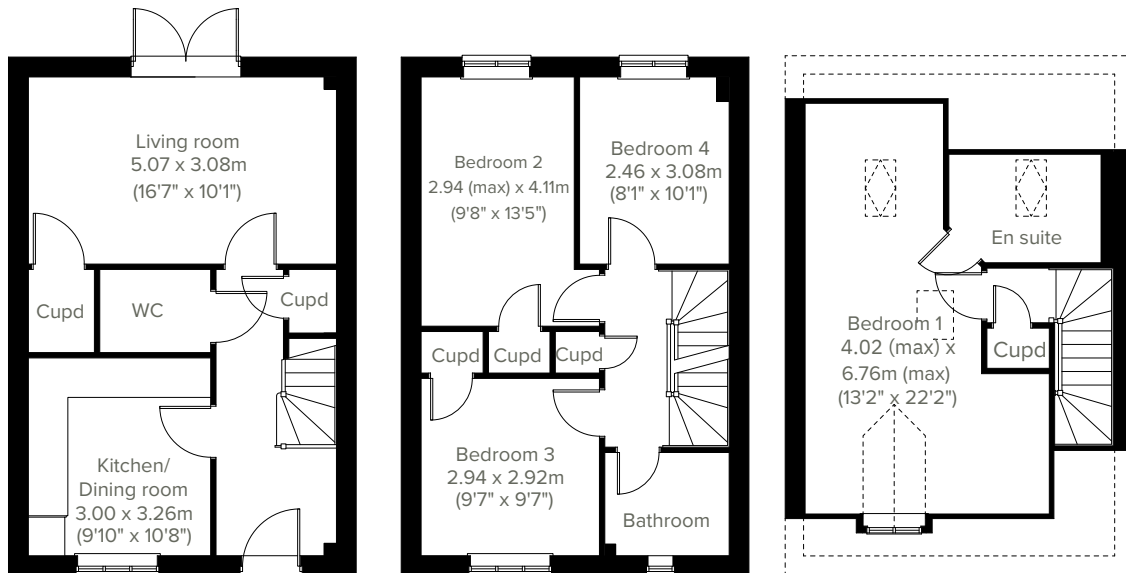 Living room
5.07 x 3.08m
(16'7" x 10'1")
Cupd
WC
Cupd
Kitchen/
Dining room
3.00 x 3.26m
(9'10" x 10'8")
Bedroom 2
2.94 (max) x 4.11m
(9'8" x 13'5")
Bedroom 4
2.46 x 3.08m
(8'1" x 10'1")
Cupd
Cupd
Cupd
Bedroom 3
2.94 x 2.92m
(9'7" x 9'7")
Bathroom
En suite
Bedroom 1
4.02 (max) x
6.76m (max)
(13'2" x 22'2")
Cupd